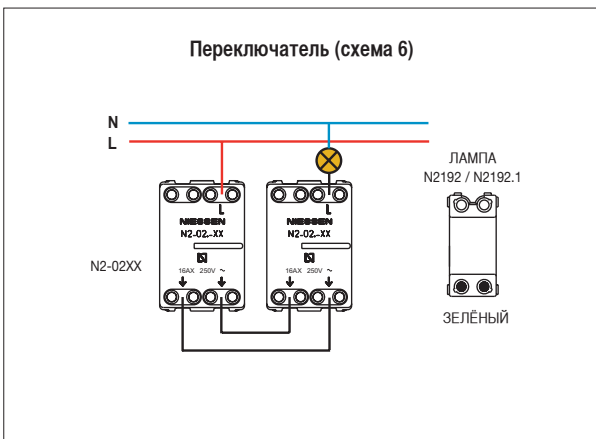 Переключатель (схема 6)
N
L
ЛАМПА
N2192 / N2192.1
L
NIESSEN
N2-02.-XX
16AX 250V ~
L
NIESSEN
N2-02.-XX
16AX 250V ~
N2-02XX
ЗЕЛЁНЫЙ